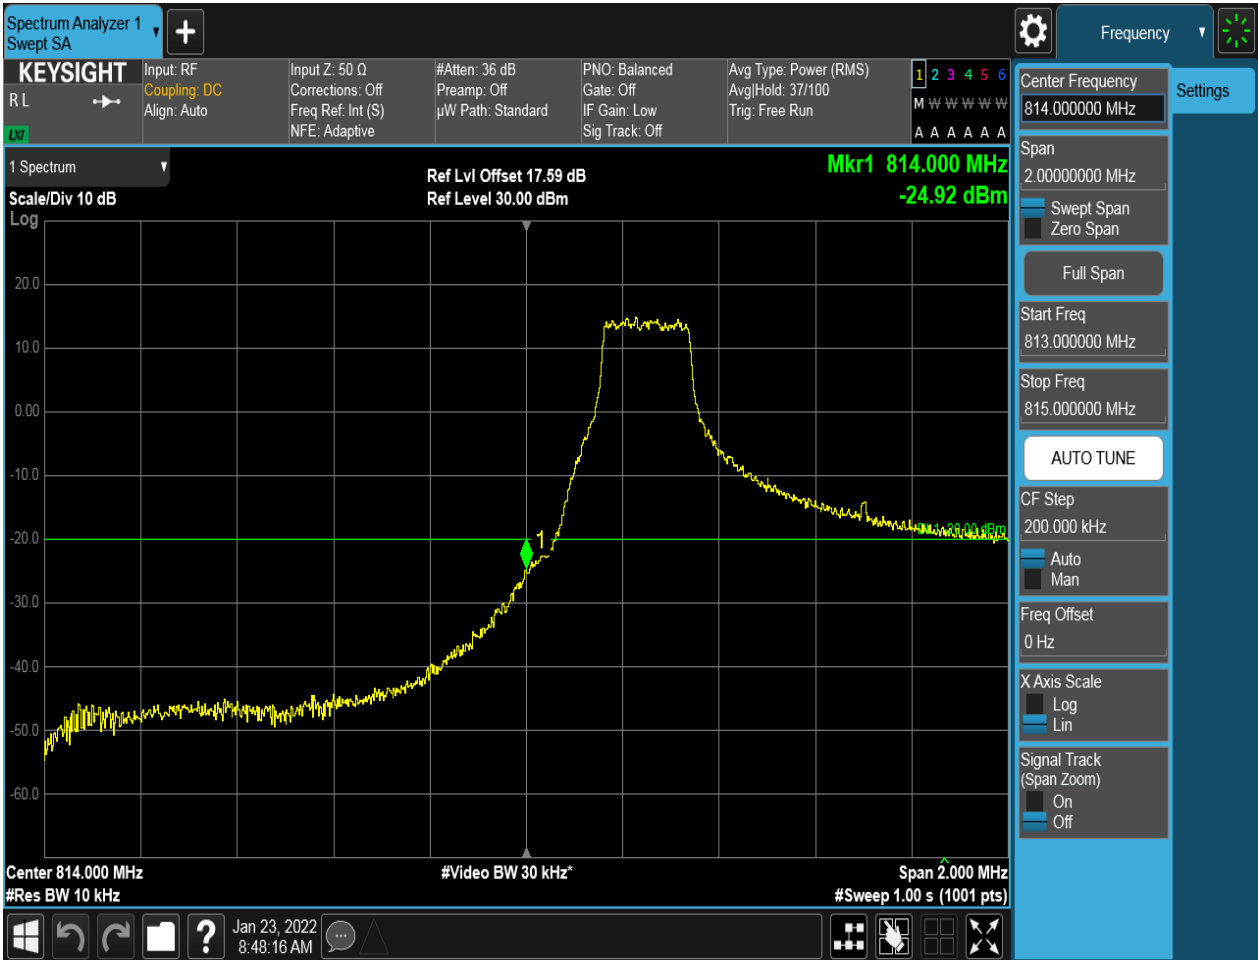 Spectrum Analyzer 1
Swept SA
Frequency
KEYSIGHT
R L
LXI
Input: RF
Coupling: DC
Align: Auto
Input Z: 50 Ω
Corrections: Off
Freq Ref: Int (S)
NFE: Adaptive
#Atten: 36 dB
Preamp: Off
µW Path: Standard
PNO: Balanced
Gate: Off
IF Gain: Low
Sig Track: Off
Avg Type: Power (RMS)
Avg|Hold: 37/100
Trig: Free Run
1 2 3 4 5 6
M W W W W W
A A A A A A
Center Frequency
814.000000 MHz
Settings
Span
2.00000000 MHz
Swept Span
Zero Span
Full Span
Start Freq
813.000000 MHz
Stop Freq
815.000000 MHz
AUTO TUNE
CF Step
200.000 kHz
Auto
Man
Freq Offset
0 Hz
X Axis Scale
Log
Lin
Signal Track
(Span Zoom)
On
Off
1 Spectrum
Scale/Div 10 dB
Log
Ref Lvl Offset 17.59 dB
Ref Level 30.00 dBm
Mkr1 814.000 MHz
-24.92 dBm
20.0
10.0
0.00
-10.0
-20.0
-30.0
-40.0
-50.0
-60.0
1
Center 814.000 MHz
#Res BW 10 kHz
#Video BW 30 kHz*
Span 2.000 MHz
#Sweep 1.00 s (1001 pts)
Jan 23, 2022
8:48:16 AM